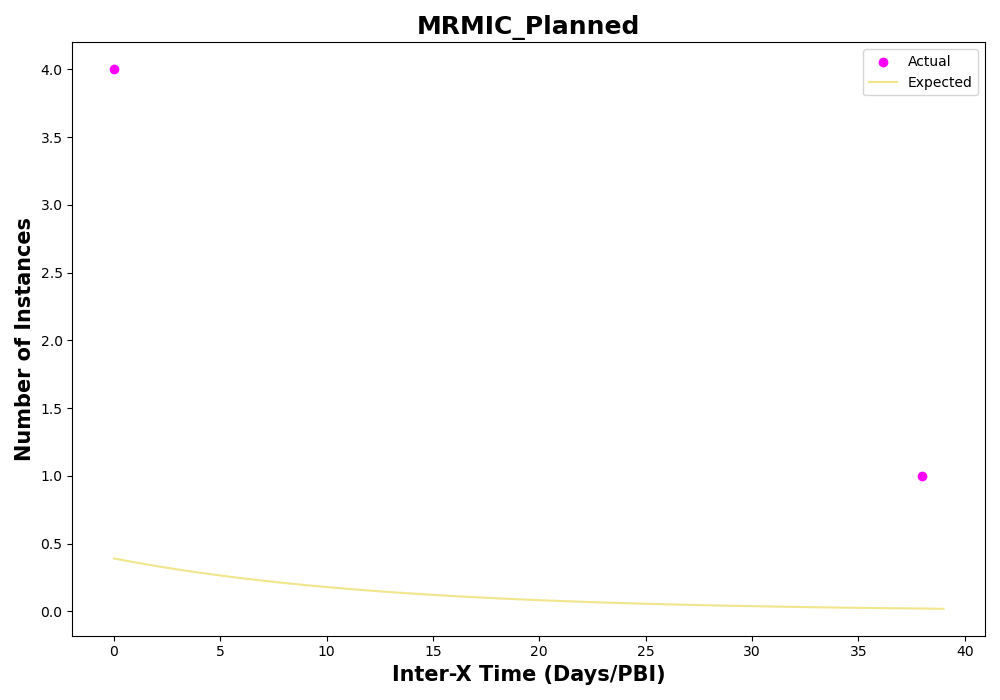 MRMIC_Planned
Actual
Expected
Number of Instances
4.0
3.5
3.0
2.5
2.0
1.5
1.0
0.5
0.0
0 5 10 15 20 25 30 35 40
Inter-X Time (Days/PBI)